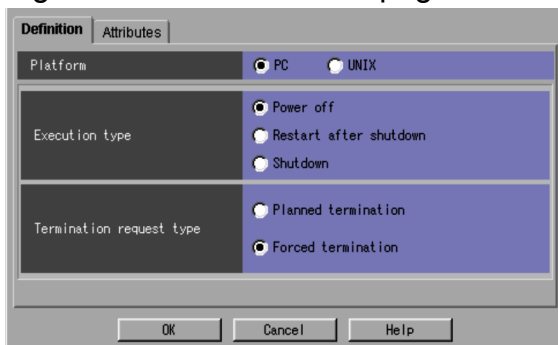 Definition Attributes
Platform PC UNIX
Execution type
Power off
Restart after shutdown
Shutdown
Termination request type
Planned termination
Forced termination
OK Cancel Help